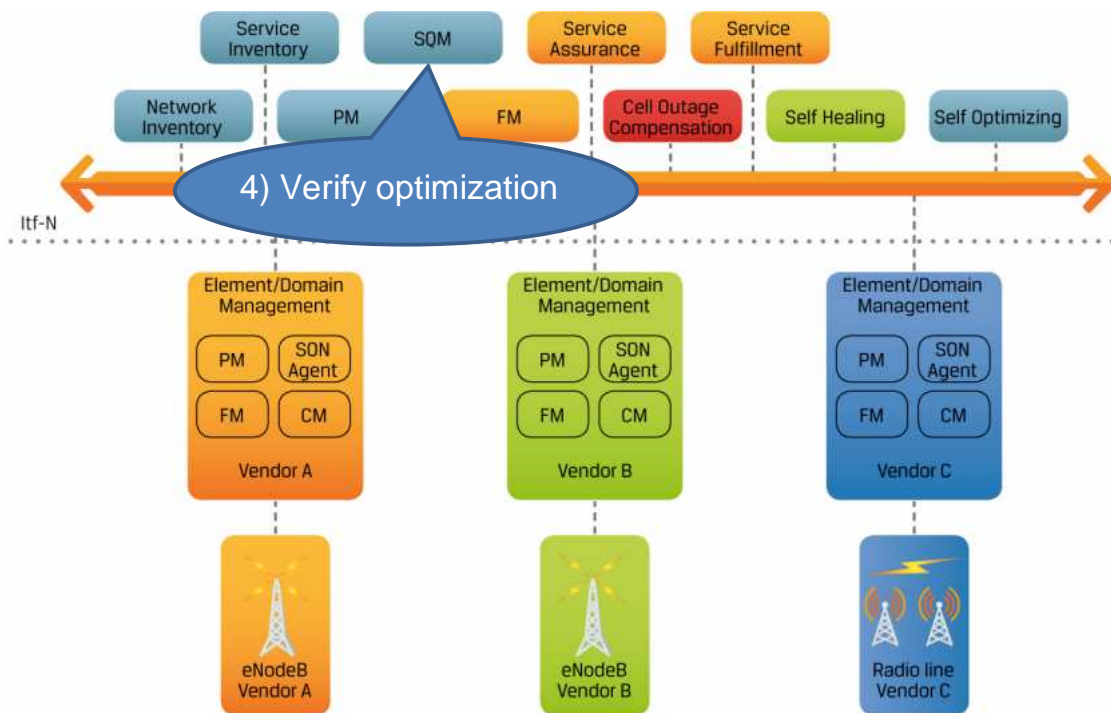 Service
Inventory
SQM
Service
Assurance
Service
Fulfillment
Network
Inventory
PM
FM
Cell Outage
Compensation
Self Healing
Self Optimizing
4) Verify optimization
Itf-N
Element/Domain
Management
PM
SON
Agent
FM
CM
Vendor A
Element/Domain
Management
PM
SON
Agent
FM
CM
Vendor B
Element/Domain
Management
PM
SON
Agent
FM
CM
Vendor C
eNodeB
Vendor A
eNodeB
Vendor B
Radio line
Vendor C